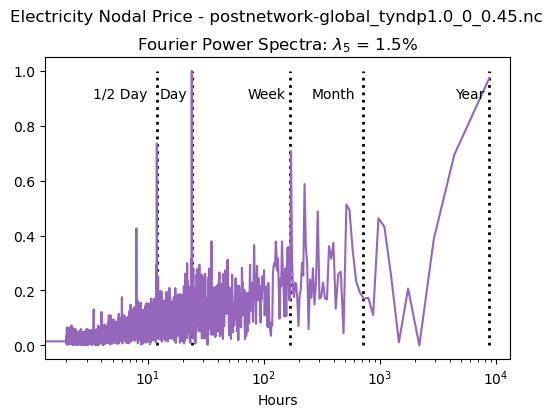 Electricity Nodal Price - postnetwork-global_tyndp1.0_0_0.45.nc
Fourier Power Spectra: λ₅ = 1.5%
1.0
1/2 Day Day Week Month Year
0.8
0.6
0.4
0.2
0.0
10¹ 10² 10³ 10⁴
Hours